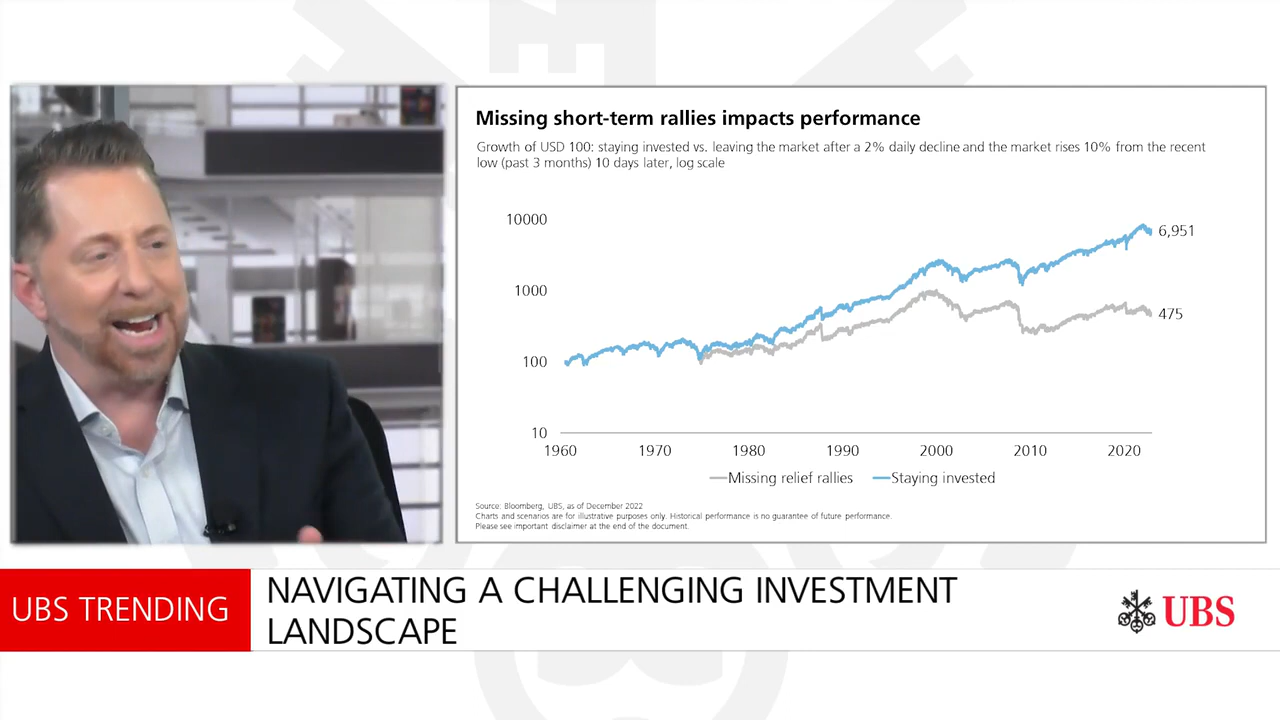 Missing short-term rallies impacts performance
Growth of USD 100: staying invested vs. leaving the market after a 2% daily decline and the market rises 10% from the recent
low (past 3 months) 10 days later, log scale
10000
6,951
1000
475
100
10
1960 1970 1980 1990 2000 2010 2020
Missing relief rallies Staying invested
Source: Bloomberg, UBS, as of December 2022
Charts and scenarios are for illustrative purposes only. Historical performance is no guarantee of future performance.
Please see important disclaimer at the end of the document.
UBS TRENDING
NAVIGATING A CHALLENGING INVESTMENT
LANDSCAPE
UBS